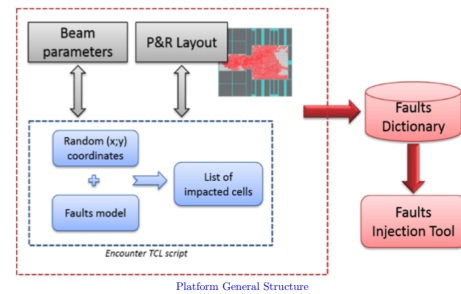 Beam
parameters
P&R Layout
Random (x;y)
coordinates
+
Faults model
List of
impacted cells
Encounter TCL script
Faults
Dictionary
Faults
Injection Tool
Platform General Structure